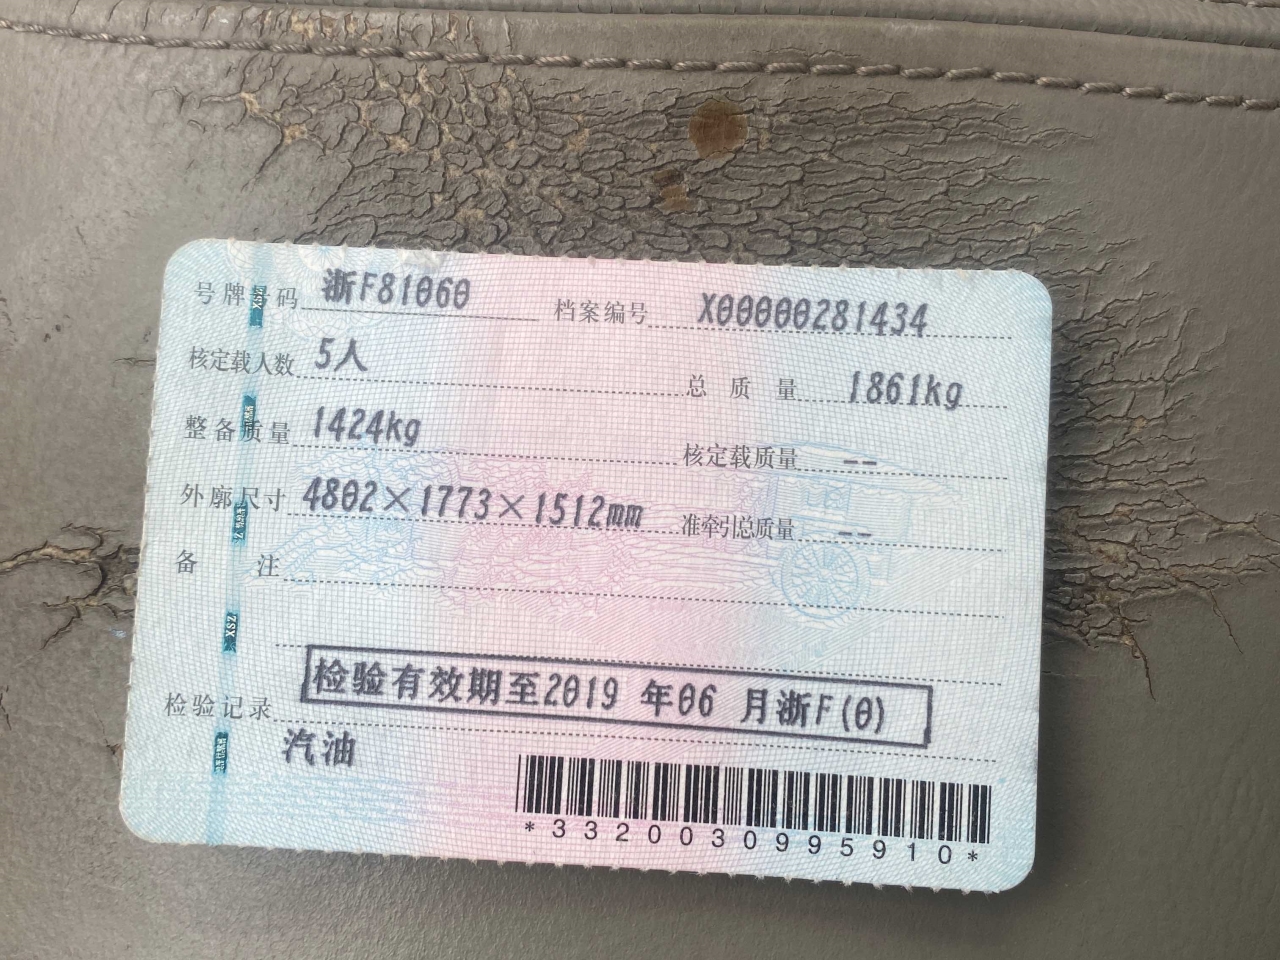 号牌号码 浙F81060 档案编号 X00000281434
核定载人数 5人 总质量 1861kg
整备质量 1424kg 核定载质量 --
外廓尺寸 4802×1773×1512mm 准牵引总质量 --
备注
检验记录 检验有效期至2019 年06 月浙F(0)
汽油
*3320030995910*
XSZ
XSZ